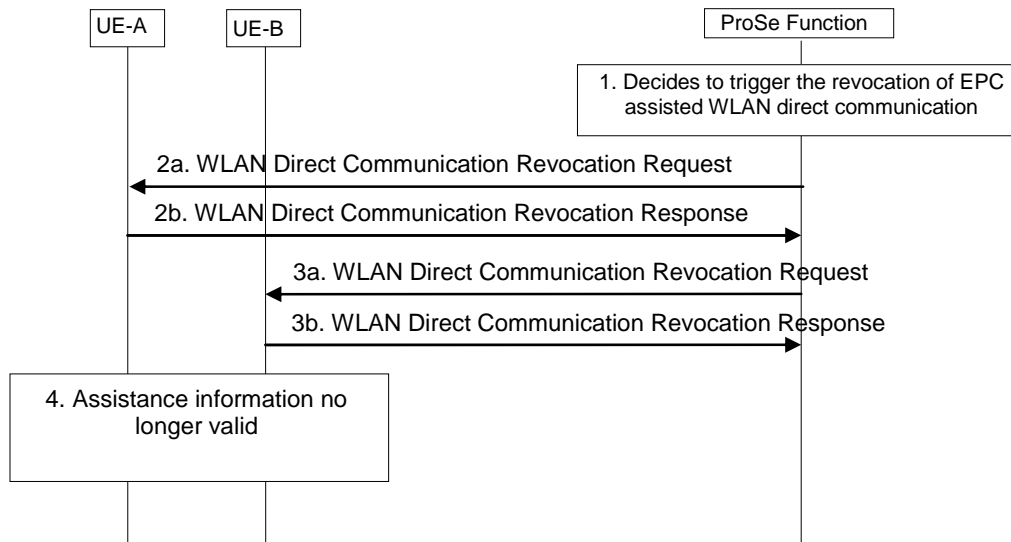 UE-A
UE-B
ProSe Function
1. Decides to trigger the revocation of EPC
assisted WLAN direct communication
2a. WLAN Direct Communication Revocation Request
2b. WLAN Direct Communication Revocation Response
3a. WLAN Direct Communication Revocation Request
3b. WLAN Direct Communication Revocation Response
4. Assistance information no
longer valid